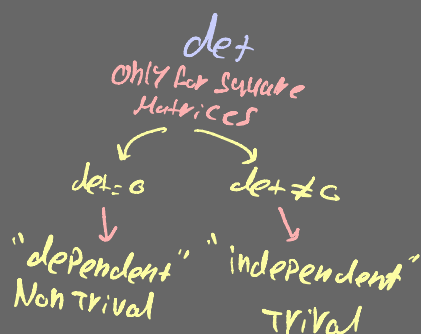 det
only for square
Matrices
det=0
det≠0
"dependent"
Non Trival
"independent"
Trival